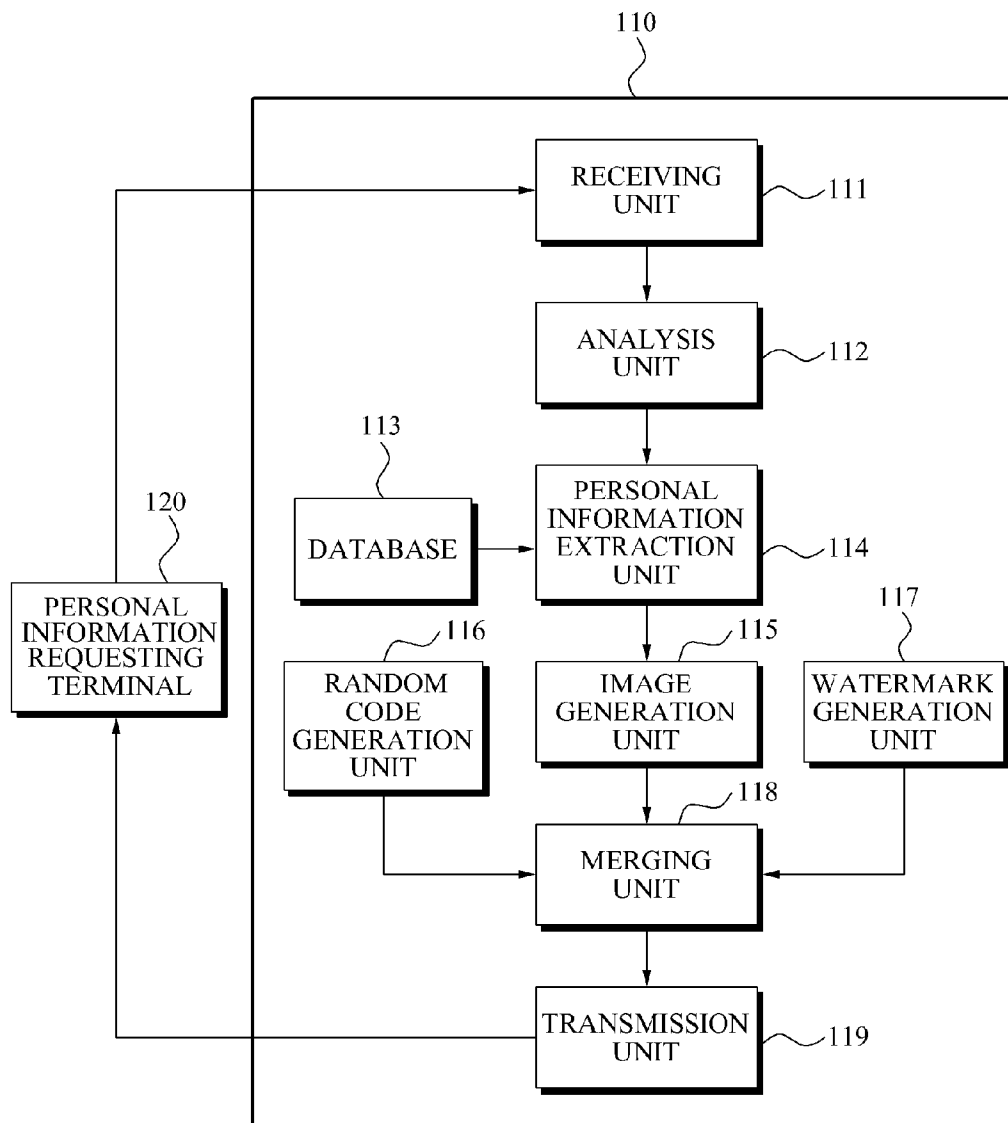 110
RECEIVING
UNIT
111
ANALYSIS
UNIT
112
113
DATABASE
PERSONAL
INFORMATION
EXTRACTION
UNIT
114
120
PERSONAL
INFORMATION
REQUESTING
TERMINAL
116
RANDOM
CODE
GENERATION
UNIT
115
IMAGE
GENERATION
UNIT
117
WATERMARK
GENERATION
UNIT
118
MERGING
UNIT
TRANSMISSION
UNIT
119